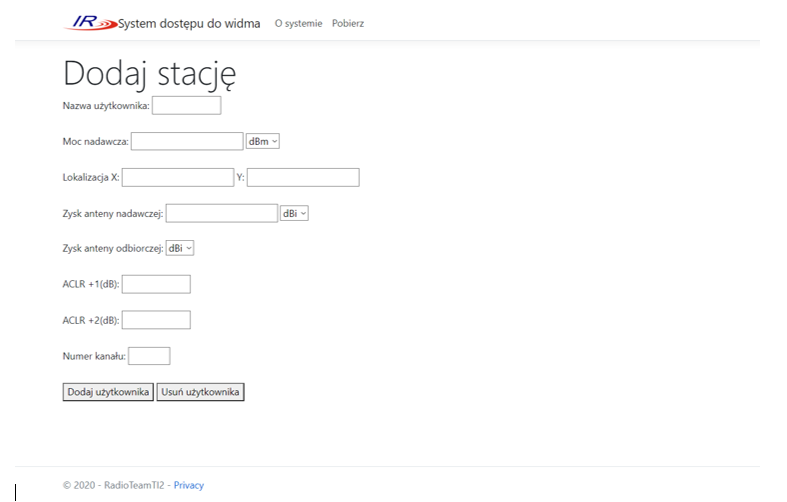 IR System dostępu do widma O systemie Pobierz
Dodaj stację
Nazwa użytkownika:
Moc nadawcza: dBm
Lokalizacja X: Y:
Zysk anteny nadawczej: dBi
Zysk anteny odbiorczej: dBi
ACLR +1(dB):
ACLR +2(dB):
Numer kanału:
Dodaj użytkownika Usuń użytkownika
© 2020 - RadioTeamTI2 - Privacy